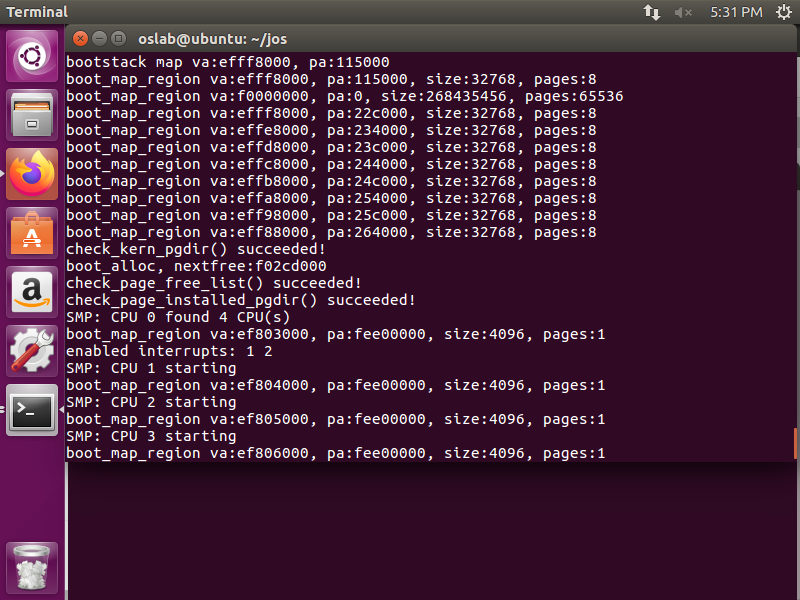 Terminal
5:31 PM
oslab@ubuntu: ~/jos
bootstack map va:efff8000, pa:115000
boot_map_region va:efff8000, pa:115000, size:32768, pages:8
boot_map_region va:f0000000, pa:0, size:268435456, pages:65536
boot_map_region va:efff8000, pa:22c000, size:32768, pages:8
boot_map_region va:effe8000, pa:234000, size:32768, pages:8
boot_map_region va:effd8000, pa:23c000, size:32768, pages:8
boot_map_region va:effc8000, pa:244000, size:32768, pages:8
boot_map_region va:effb8000, pa:24c000, size:32768, pages:8
boot_map_region va:effa8000, pa:254000, size:32768, pages:8
boot_map_region va:eff98000, pa:25c000, size:32768, pages:8
boot_map_region va:eff88000, pa:264000, size:32768, pages:8
check_kern_pgdir() succeeded!
boot_alloc, nextfree:f02cd000
check_page_free_list() succeeded!
check_page_installed_pgdir() succeeded!
SMP: CPU 0 found 4 CPU(s)
boot_map_region va:ef803000, pa:fee00000, size:4096, pages:1
enabled interrupts: 1 2
SMP: CPU 1 starting
boot_map_region va:ef804000, pa:fee00000, size:4096, pages:1
SMP: CPU 2 starting
boot_map_region va:ef805000, pa:fee00000, size:4096, pages:1
SMP: CPU 3 starting
boot_map_region va:ef806000, pa:fee00000, size:4096, pages:1